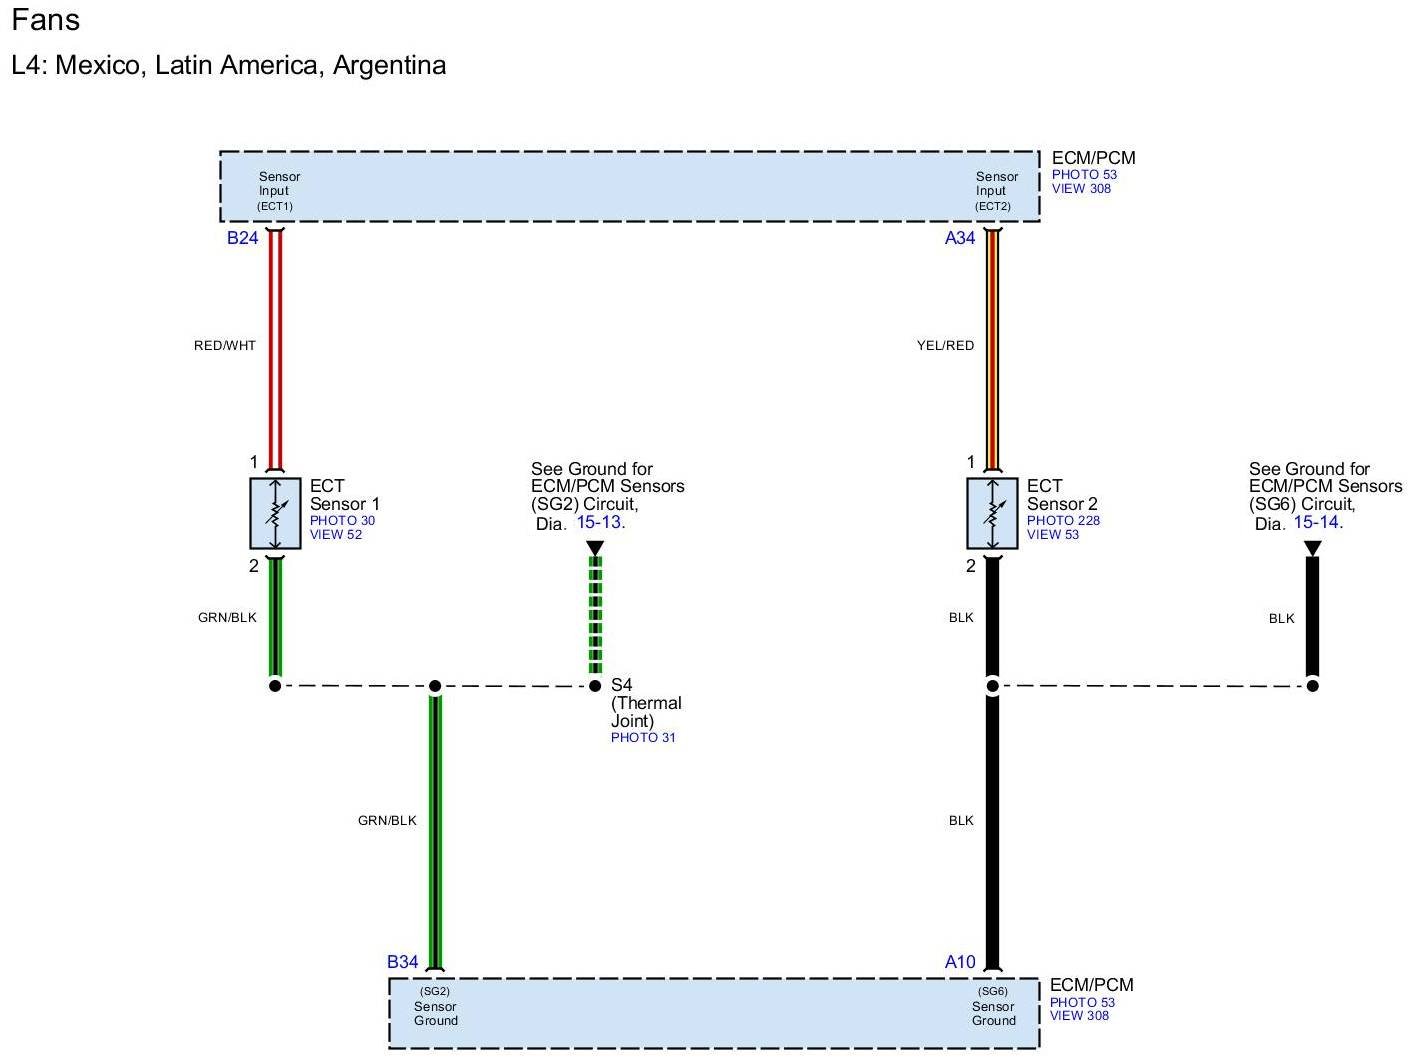 Fans
L4: Mexico, Latin America, Argentina
Sensor
Input
(ECT1)
Sensor
Input
(ECT2)
ECM/PCM
PHOTO 53
VIEW 308
B24
A34
RED/WHT
YEL/RED
1
ECT
Sensor 1
PHOTO 30
VIEW 52
2
See Ground for
ECM/PCM Sensors
(SG2) Circuit,
Dia. 15-13.
1
ECT
Sensor 2
PHOTO 228
VIEW 53
2
See Ground for
ECM/PCM Sensors
(SG6) Circuit,
Dia. 15-14.
GRN/BLK
BLK
BLK
S4
(Thermal
Joint)
PHOTO 31
GRN/BLK
BLK
B34
A10
(SG2)
Sensor
Ground
(SG6)
Sensor
Ground
ECM/PCM
PHOTO 53
VIEW 308